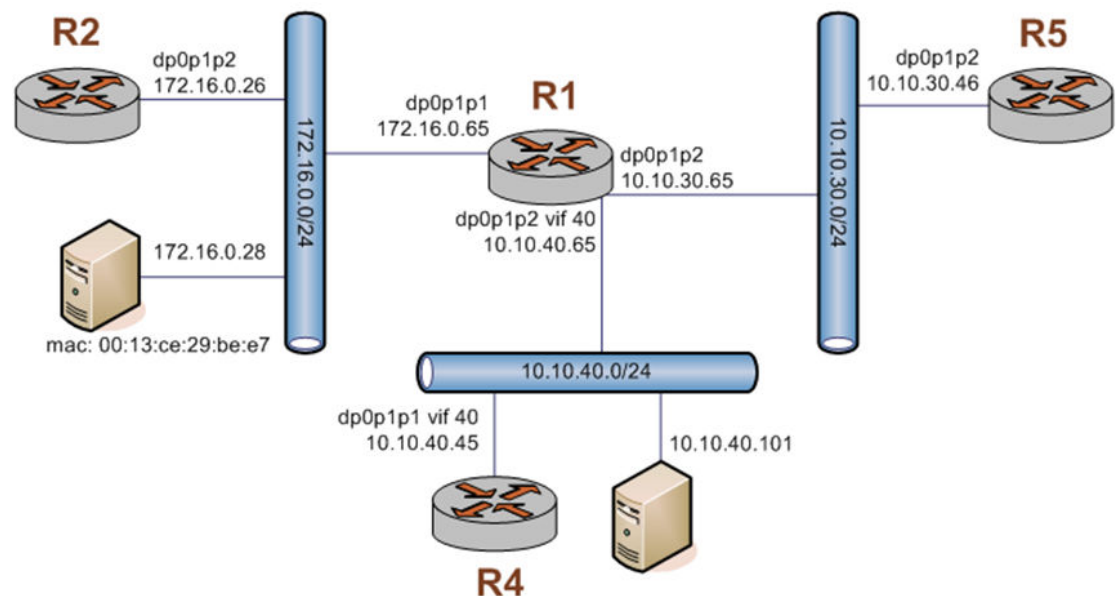 R2
dp0p1p2
172.16.0.26
172.16.0.28
mac: 00:13:ce:29:be:e7
172.16.0.0/24
dp0p1p1
172.16.0.65
R1
dp0p1p2
10.10.30.65
dp0p1p2 vif 40
10.10.40.65
10.10.30.0/24
dp0p1p2
10.10.30.46
R5
10.10.40.0/24
dp0p1p1 vif 40
10.10.40.45
R4
10.10.40.101